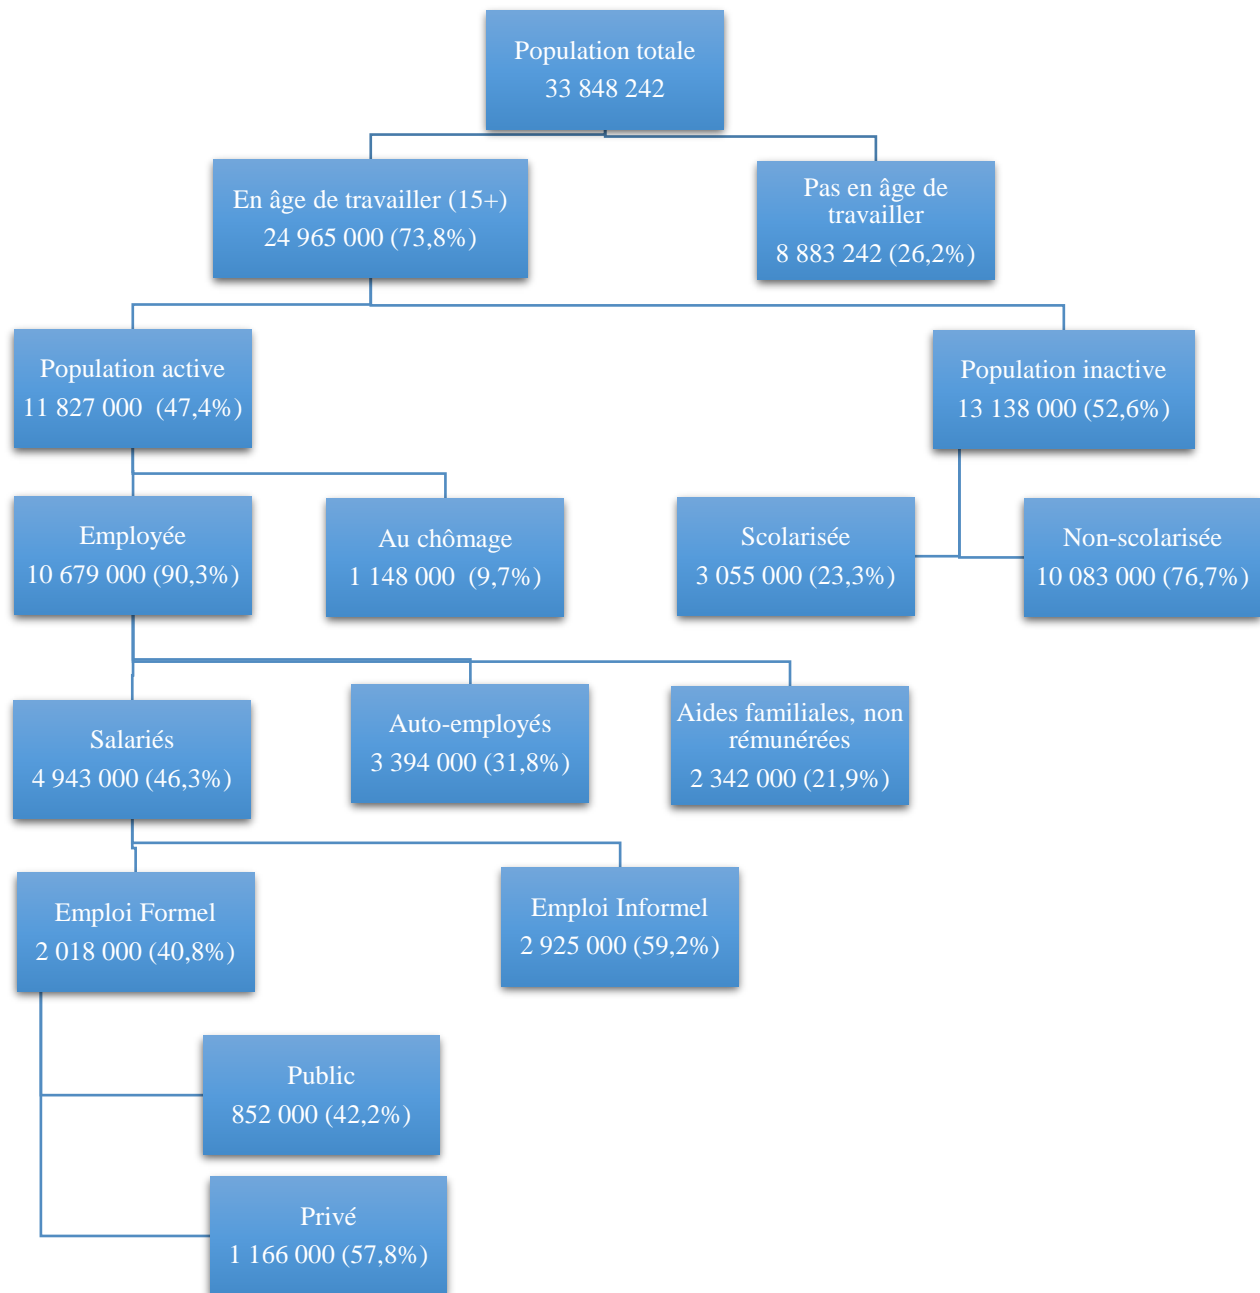 Population totale
33 848 242
En âge de travailler (15+)
24 965 000 (73,8%)
Pas en âge de
travailler
8 883 242 (26,2%)
Population active
11 827 000  (47,4%)
Population inactive
13 138 000 (52,6%)
Employée
10 679 000 (90,3%)
Au chômage
1 148 000  (9,7%)
Scolarisée
3 055 000 (23,3%)
Non-scolarisée
10 083 000 (76,7%)
Salariés
4 943 000 (46,3%)
Auto-employés
3 394 000 (31,8%)
Aides familiales, non
rémunérées
2 342 000 (21,9%)
Emploi Formel
2 018 000 (40,8%)
Emploi Informel
2 925 000 (59,2%)
Public
852 000 (42,2%)
Privé
1 166 000 (57,8%)